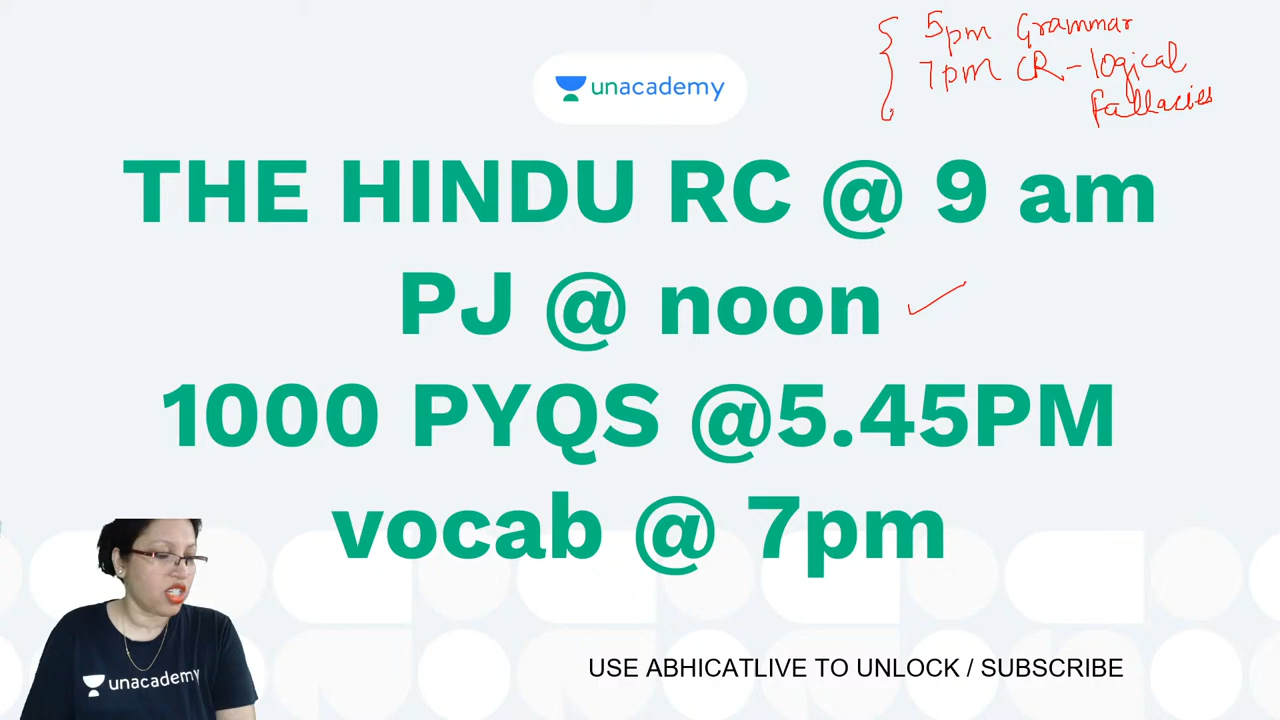 5pm Grammar
7pm CR - logical
fallacies
unacademy
THE HINDU RC @ 9 am
PJ @ noon
1000 PYQS @5.45PM
vocab @ 7pm
unacademy
USE ABHICATLIVE TO UNLOCK / SUBSCRIBE